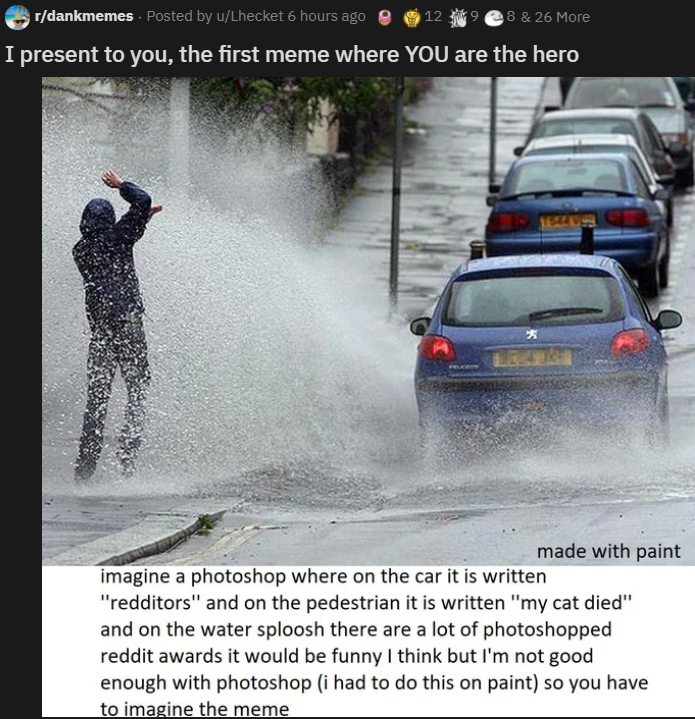 r/dankmemes · Posted by u/Lhecket 6 hours ago 12 9 8 & 26 More
I present to you, the first meme where YOU are the hero
PEUGEOT
made with paint
imagine a photoshop where on the car it is written
"redditors" and on the pedestrian it is written "my cat died"
and on the water sploosh there are a lot of photoshopped
reddit awards it would be funny I think but I'm not good
enough with photoshop (i had to do this on paint) so you have
to imagine the meme